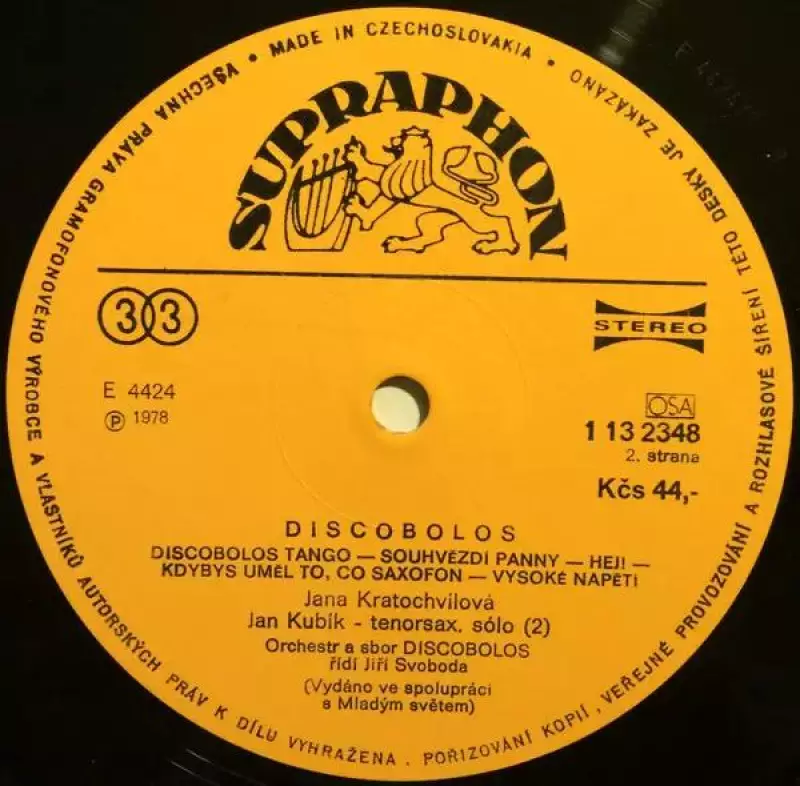 VŠECHNA PRÁVA GRAMOFONOVÉHO VÝROBCE A VLASTNÍKŮ AUTORSKÝCH PRÁV K DÍLU VYHRAŽENA. POŘIZOVÁNÍ KOPIÍ, VEŘEJNÉ PROVOZOVÁNÍ A ROZHLASOVÉ ŠÍŘENÍ TÉTO DESKY JE ZAKÁZÁNO • MADE IN CZECHOSLOVAKIA •
SUPRAPHON
33
STEREO
E 4424
Ⓟ 1978
OSA
1 13 2348
2. strana
Kčs 44,-
DISCOBOLOS
DISCOBOLOS TANGO — SOUHVĚZDÍ PANNY — HEJ! —
KDYBYS UMĚL TO, CO SAXOFON — VYSOKÉ NAPĚTÍ
Jana Kratochvílová
Jan Kubík - tenorsax. sólo (2)
Orchestr a sbor DISCOBOLOS
řídí Jiří Svoboda
(Vydáno ve spolupráci
s Mladým světem)